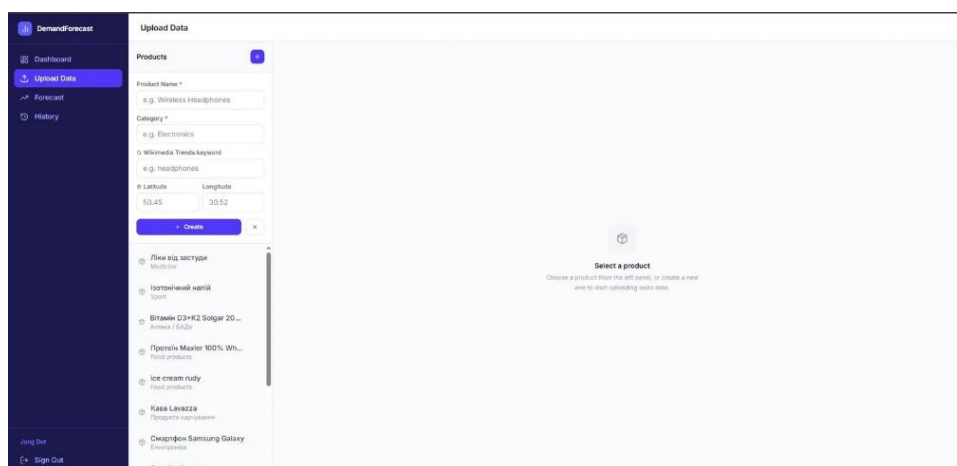 DemandForecast
Upload Data
Dashboard
Upload Data
Forecast
History
Jong Dot
Sign Out
Products
+
Product Name *
e.g. Wireless Headphones
Category *
e.g. Electronics
Wikimedia Trends keyword
e.g. headphones
Latitude Longitude
50.45 30.52
+ Create ×
Ліки від застуди
Medicine
Ізотонічний напій
Sport
Вітамін D3+K2 Solgar 20...
Аптека / БАДи
Протеїн Maxler 100% Wh...
Food products
ice cream rudy
Food products
Кава Lavazza
Продукти харчування
Смартфон Samsung Galaxy
Електроніка
Select a product
Choose a product from the left panel, or create a new
one to start uploading sales data.